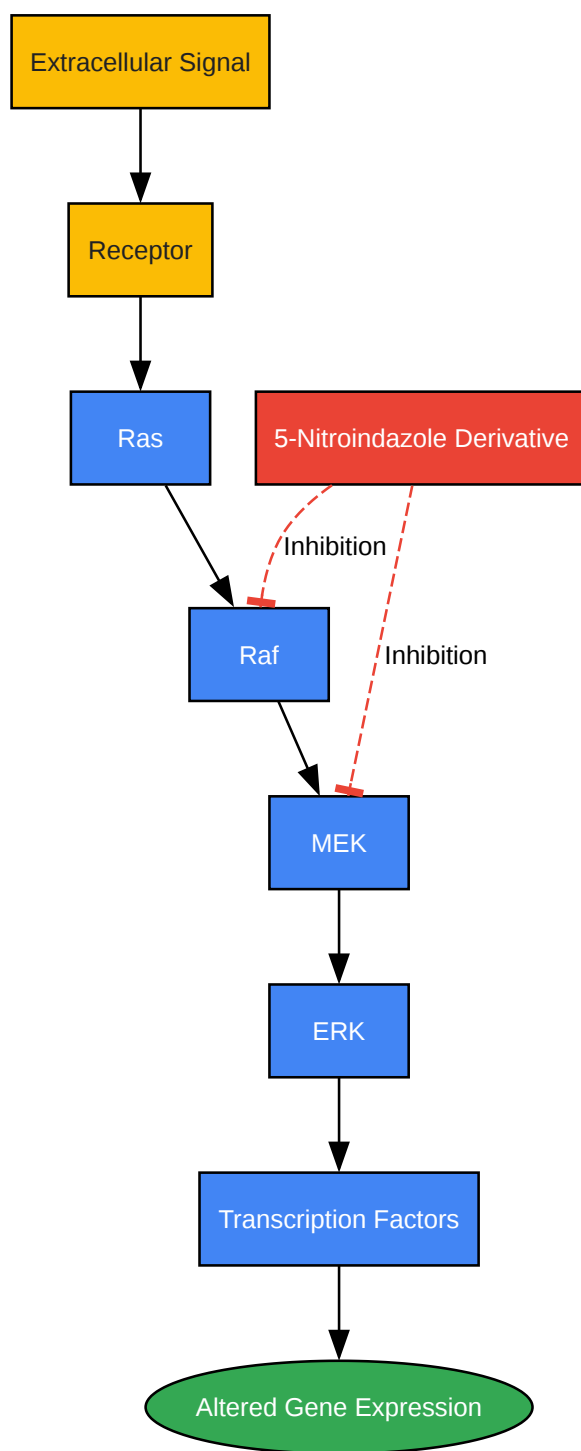 Extracellular Signal
Receptor
Ras
5-Nitroindazole Derivative
Inhibition
Raf
Inhibition
MEK
ERK
Transcription Factors
Altered Gene Expression